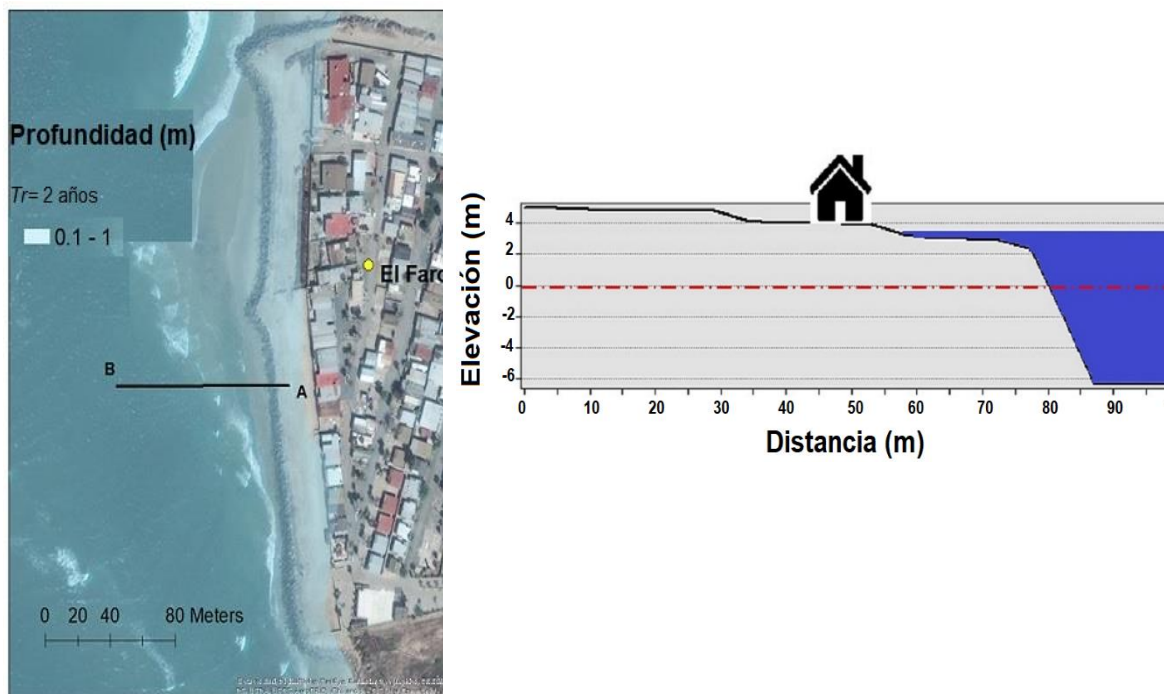 Profundidad (m)
Tr= 2 años
0.1 - 1
El Faro
B
A
0 20 40 80 Meters
Elevación (m)
4
2
0
-2
-4
-6
0 10 20 30 40 50 60 70 80 90
Distancia (m)